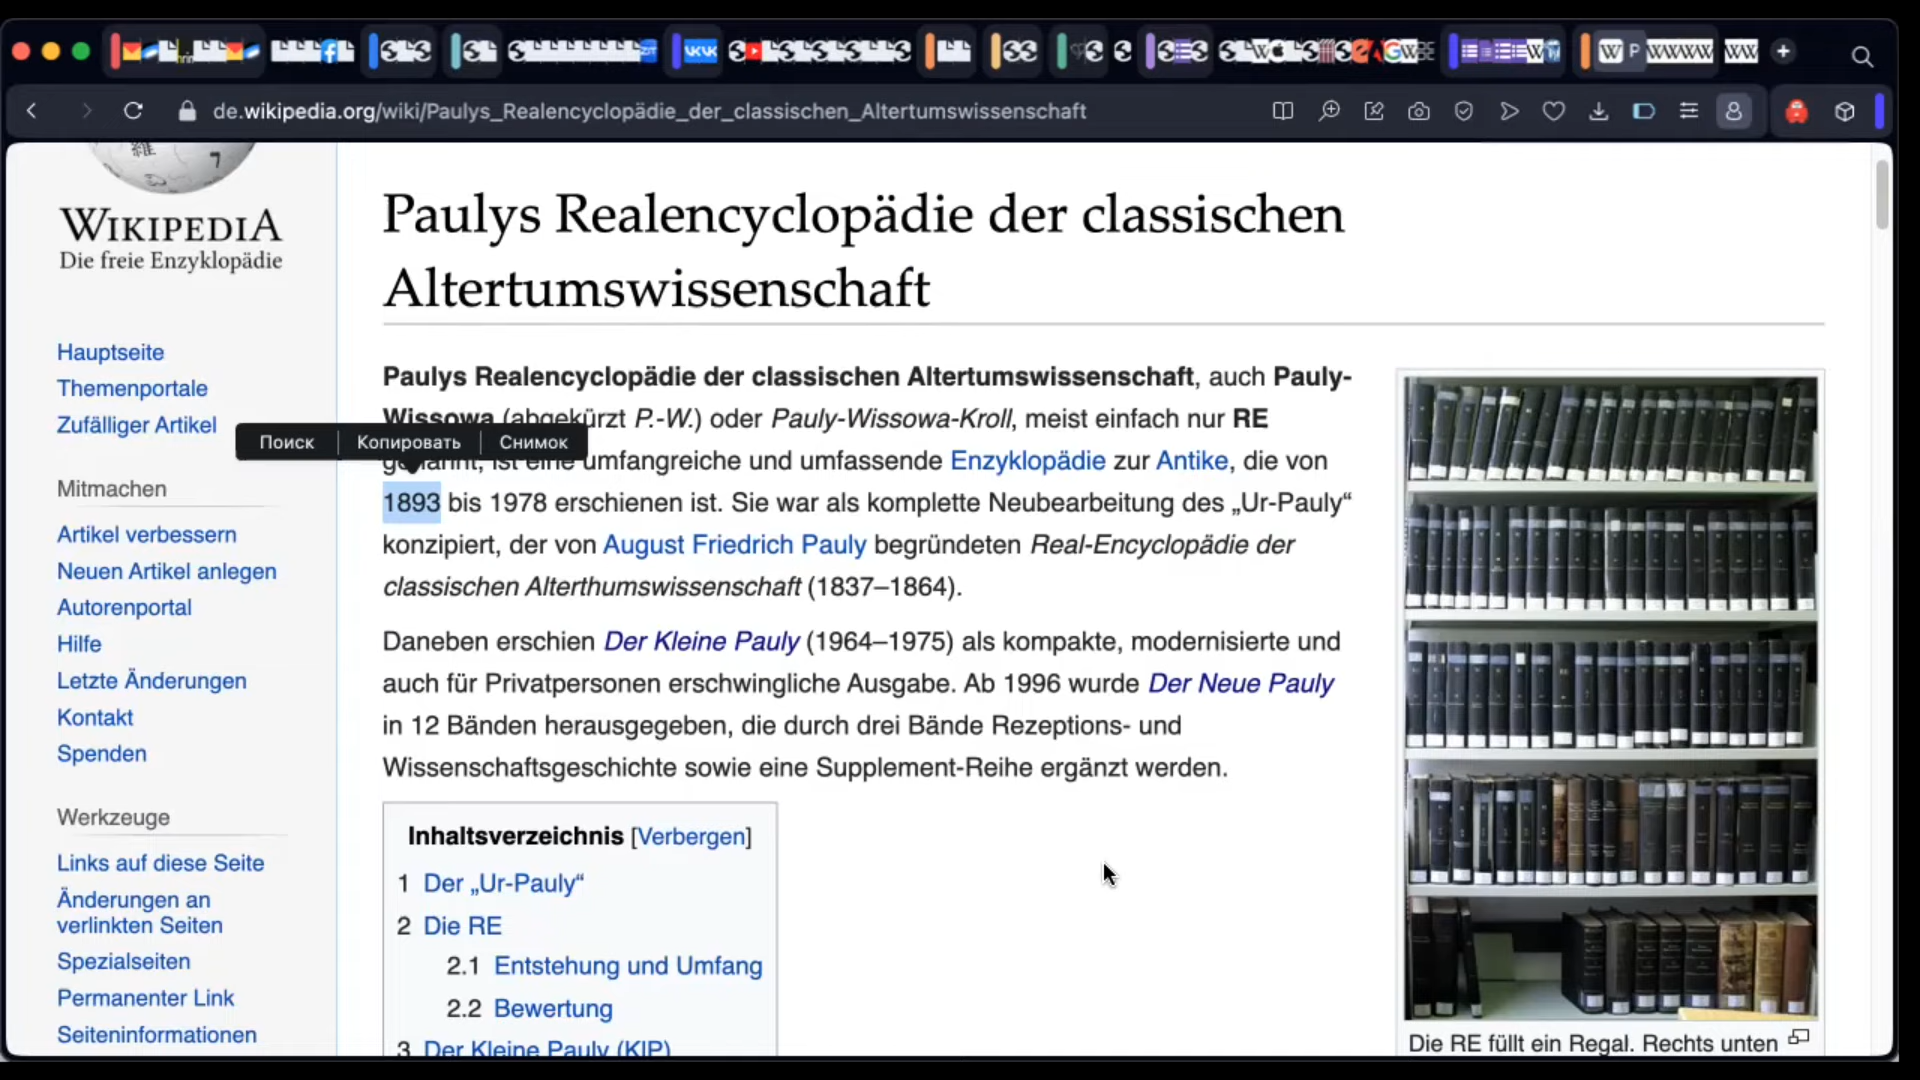 de.wikipedia.org/wiki/Paulys_Realencyclopädie_der_classischen_Altertumswissenschaft
WIKIPEDIA
Die freie Enzyklopädie
Hauptseite
Themenportale
Zufälliger Artikel
Mitmachen
Artikel verbessern
Neuen Artikel anlegen
Autorenportal
Hilfe
Letzte Änderungen
Kontakt
Spenden
Werkzeuge
Links auf diese Seite
Änderungen an
verlinkten Seiten
Spezialseiten
Permanenter Link
Seiteninformationen
Paulys Realencyclopädie der classischen
Altertumswissenschaft
Paulys Realencyclopädie der classischen Altertumswissenschaft, auch Pauly-
Wissowa (abgekürzt P.-W.) oder Pauly-Wissowa-Kroll, meist einfach nur RE
Поиск Копировать Снимок
genannt, ist eine umfangreiche und umfassende Enzyklopädie zur Antike, die von
1893 bis 1978 erschienen ist. Sie war als komplette Neubearbeitung des „Ur-Pauly“
konzipiert, der von August Friedrich Pauly begründeten Real-Encyclopädie der
classischen Alterthumswissenschaft (1837–1864).
Daneben erschien Der Kleine Pauly (1964–1975) als kompakte, modernisierte und
auch für Privatpersonen erschwingliche Ausgabe. Ab 1996 wurde Der Neue Pauly
in 12 Bänden herausgegeben, die durch drei Bände Rezeptions- und
Wissenschaftsgeschichte sowie eine Supplement-Reihe ergänzt werden.
Inhaltsverzeichnis [Verbergen]
1 Der „Ur-Pauly“
2 Die RE
2.1 Entstehung und Umfang
2.2 Bewertung
3 Der Kleine Pauly (KlP)
Die RE füllt ein Regal. Rechts unten